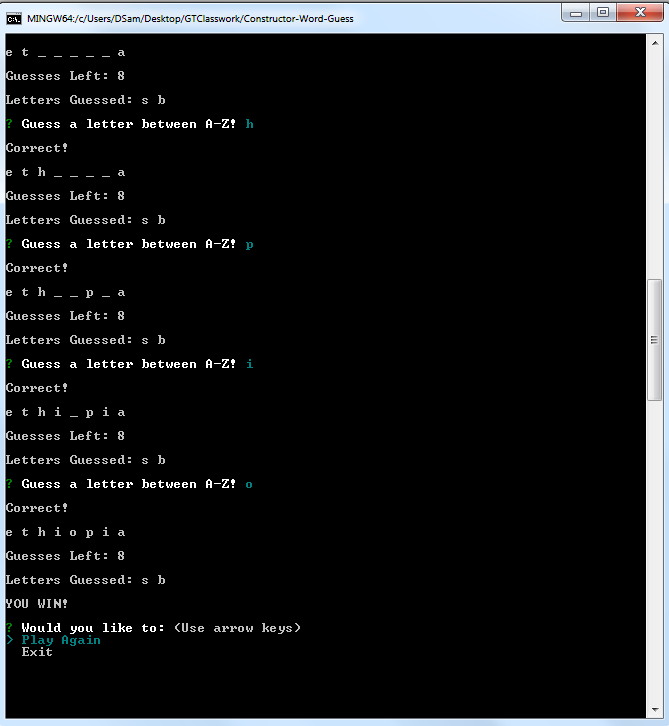 MINGW64:/c/Users/DSam/Desktop/GTClasswork/Constructor-Word-Guess
e t _ _ _ _ _ a
Guesses Left: 8
Letters Guessed: s b
? Guess a letter between A-Z! h
Correct!
e t h _ _ _ _ a
Guesses Left: 8
Letters Guessed: s b
? Guess a letter between A-Z! p
Correct!
e t h _ _ p _ a
Guesses Left: 8
Letters Guessed: s b
? Guess a letter between A-Z! i
Correct!
e t h i _ p i a
Guesses Left: 8
Letters Guessed: s b
? Guess a letter between A-Z! o
Correct!
e t h i o p i a
Guesses Left: 8
Letters Guessed: s b
YOU WIN!
? Would you like to: (Use arrow keys)
> Play Again
Exit